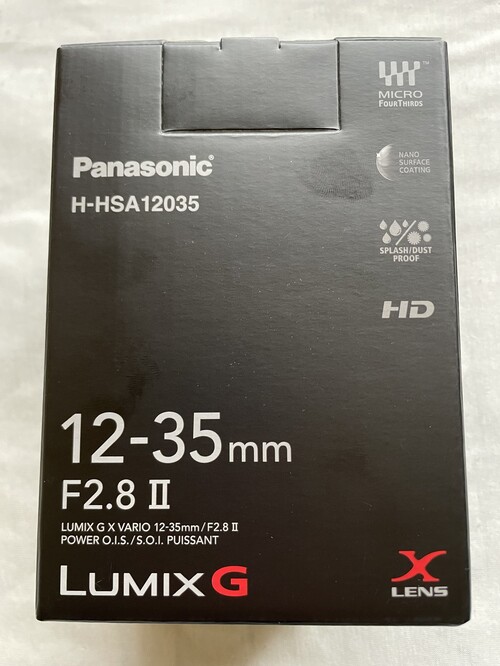 Panasonic
H-HSA12035
TM
MICRO
FOURTHIRDS
NANO
SURFACE
COATING
SPLASH/DUST
PROOF
HD
12-35mm
F2.8 II
LUMIX G X VARIO 12-35mm/F2.8 II
POWER O.I.S./S.O.I. PUISSANT
LUMIX G
X
LENS